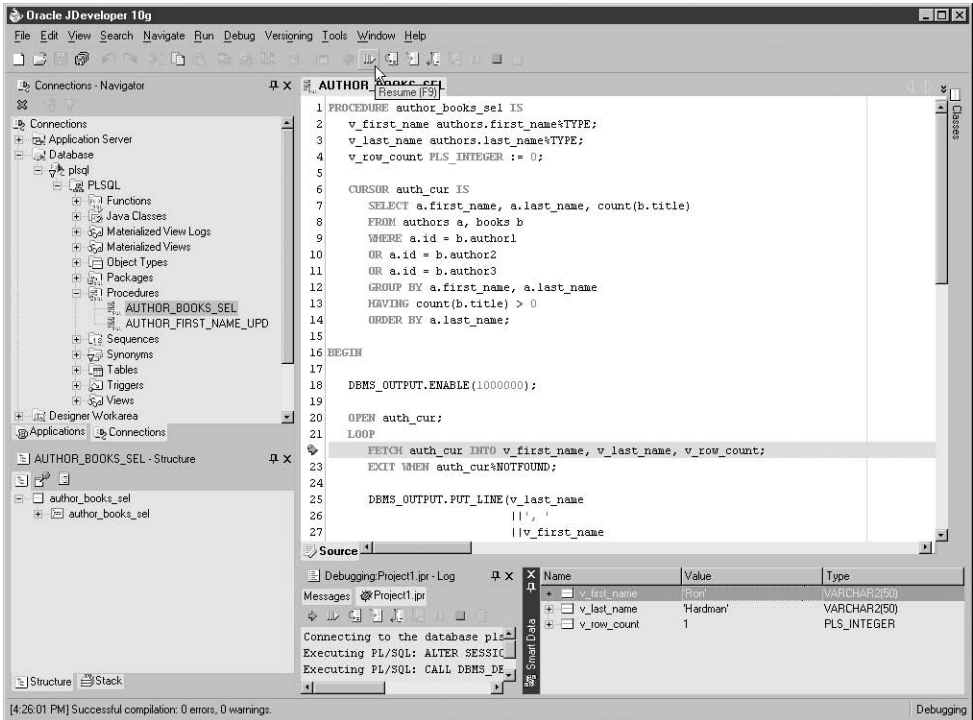 Oracle JDeveloper 10g
File Edit View Search Navigate Run Debug Versioning Tools Window Help
Connections - Navigator
Connections
Application Server
Database
plsql
PLSQL
Functions
Java Classes
Materialized View Logs
Materialized Views
Object Types
Packages
Procedures
AUTHOR_BOOKS_SEL
AUTHOR_FIRST_NAME_UPD
Sequences
Synonyms
Tables
Triggers
Views
Designer Workarea
Applications Connections
AUTHOR_BOOKS_SEL - Structure
author_books_sel
author_books_sel
Structure Stack
AUTHOR_BOOKS_SEL
Resume (F9)
Classes
1 PROCEDURE author_books_sel IS
2 v_first_name authors.first_name%TYPE;
3 v_last_name authors.last_name%TYPE;
4 v_row_count PLS_INTEGER := 0;
5
6 CURSOR auth_cur IS
7 SELECT a.first_name, a.last_name, count(b.title)
8 FROM authors a, books b
9 WHERE a.id = b.author1
10 OR a.id = b.author2
11 OR a.id = b.author3
12 GROUP BY a.first_name, a.last_name
13 HAVING count(b.title) > 0
14 ORDER BY a.last_name;
15
16 BEGIN
17
18 DBMS_OUTPUT.ENABLE(1000000);
19
20 OPEN auth_cur;
21 LOOP
FETCH auth_cur INTO v_first_name, v_last_name, v_row_count;
23 EXIT WHEN auth_cur%NOTFOUND;
24
25 DBMS_OUTPUT.PUT_LINE(v_last_name
26 ||', '
27 ||v_first_name
Source
Debugging:Project1.jpr - Log
Messages Project1.jpr
Connecting to the database pls
Executing PL/SQL: ALTER SESSIO
Executing PL/SQL: CALL DBMS_DE
Smart Data
Name Value Type
v_first_name 'Ron' VARCHAR2(50)
v_last_name 'Hardman' VARCHAR2(50)
v_row_count 1 PLS_INTEGER
[4:26:01 PM] Successful compilation: 0 errors, 0 warnings.
Debugging